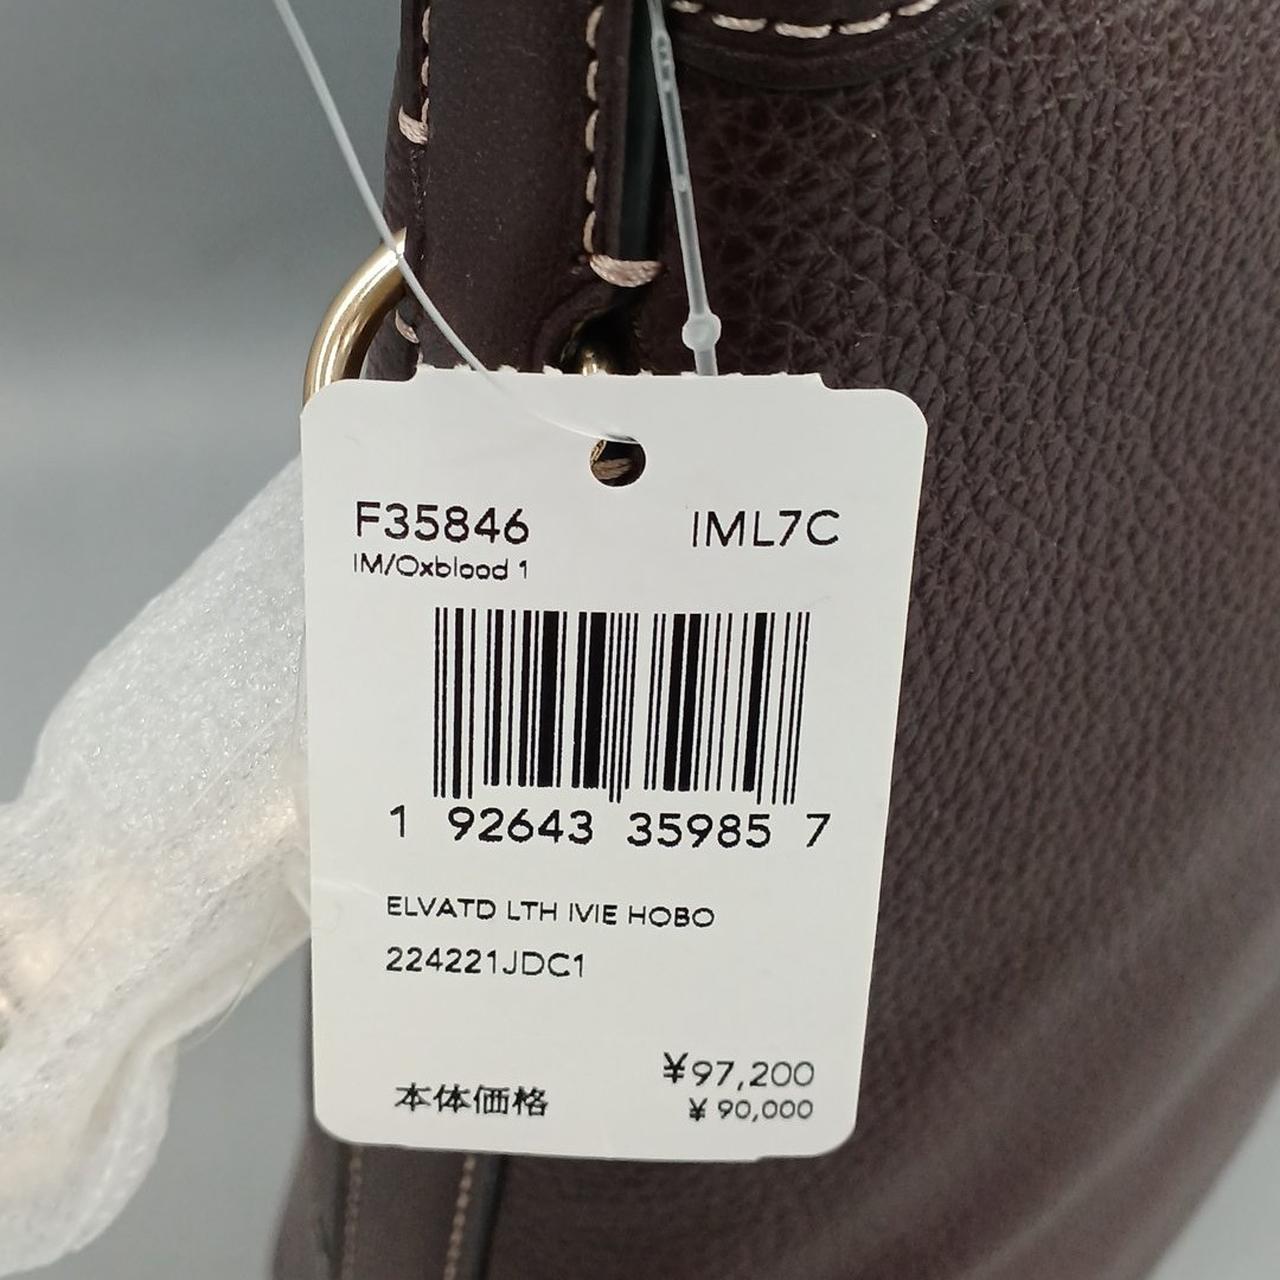 F35846 IML7C
IM/Oxblood 1
1 92643 35985 7
ELVATD LTH IVIE HOBO
224221JDC1
¥97,200
本体価格 ¥ 90,000